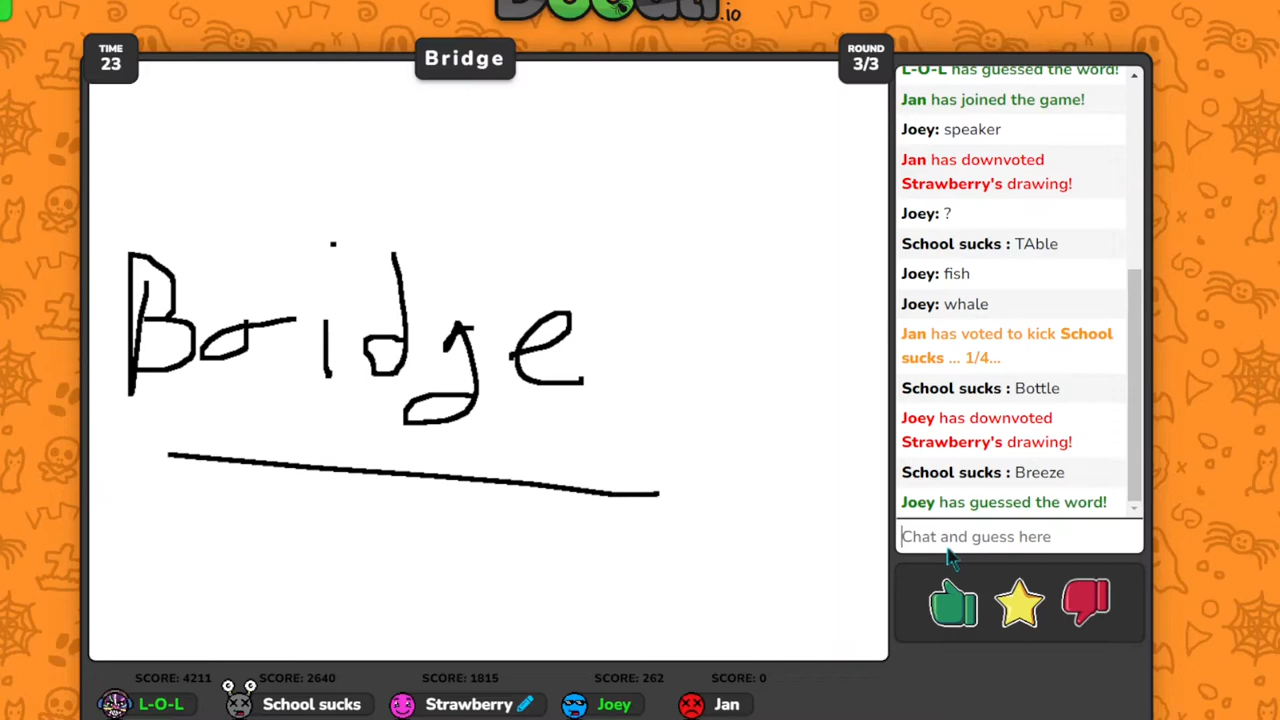 Doodli.io
TIME
23
Bridge
ROUND
3/3
L-O-L has guessed the word!
Jan has joined the game!
Joey: speaker
Jan has downvoted
Strawberry's drawing!
Joey: ?
School sucks : TAble
Joey: fish
Joey: whale
Jan has voted to kick School
sucks ... 1/4...
School sucks : Bottle
Joey has downvoted
Strawberry's drawing!
School sucks : Breeze
Joey has guessed the word!
Chat and guess here
Bridge
SCORE: 4211
SCORE: 2640
SCORE: 1815
SCORE: 262
SCORE: 0
L-O-L
School sucks
Strawberry
Joey
Jan